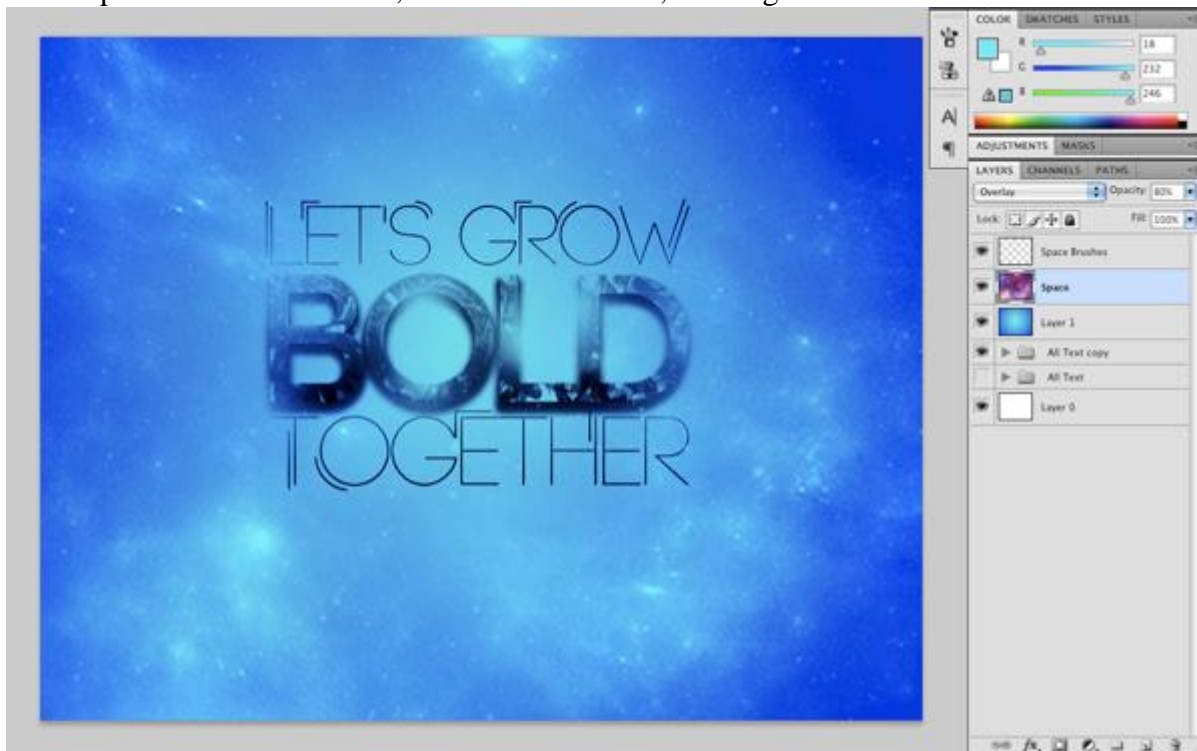 COLOR SWATCHES STYLES
R 18
G 232
B 246
ADJUSTMENTS MASKS
LAYERS CHANNELS PATHS
Overlay Opacity: 80%
Lock: Fill: 100%
Space Brushes
Space
Layer 1
All Text copy
All Text
Layer 0
LET'S GROW
BOLD
TOGETHER